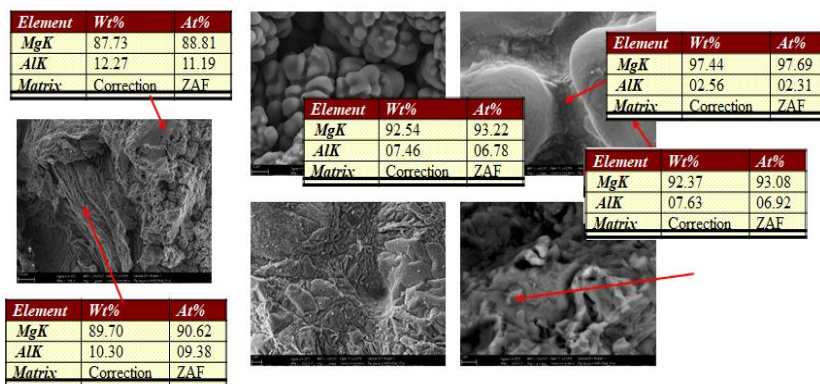 Element Wt% At%
MgK 87.73 88.81
AlK 12.27 11.19
Matrix Correction ZAF
Element Wt% At%
MgK 97.44 97.69
AlK 02.56 02.31
Matrix Correction ZAF
Element Wt% At%
MgK 92.54 93.22
AlK 07.46 06.78
Matrix Correction ZAF
Element Wt% At%
MgK 92.37 93.08
AlK 07.63 06.92
Matrix Correction ZAF
Element Wt% At%
MgK 89.70 90.62
AlK 10.30 09.38
Matrix Correction ZAF